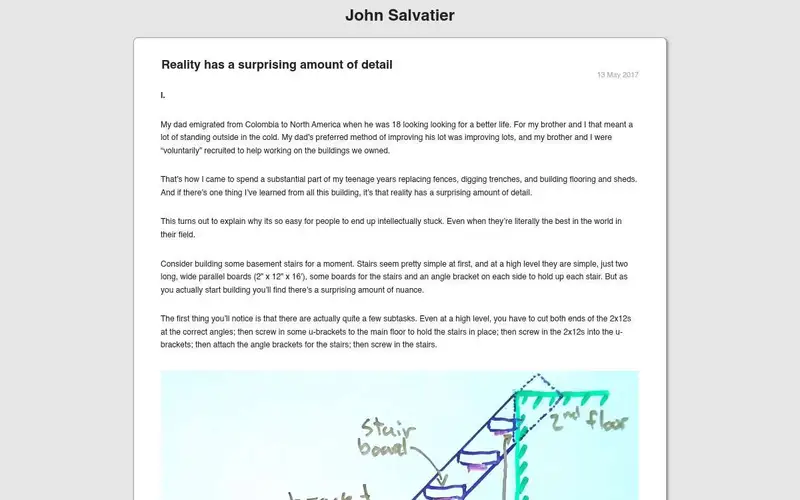 John Salvatier
Reality has a surprising amount of detail
13 May 2017
I.
My dad emigrated from Colombia to North America when he was 18 looking looking for a better life. For my brother and I that meant a
lot of standing outside in the cold. My dad's preferred method of improving his lot was improving lots, and my brother and I were
“voluntarily” recruited to help working on the buildings we owned.
That's how I came to spend a substantial part of my teenage years replacing fences, digging trenches, and building flooring and sheds.
And if there's one thing I've learned from all this building, it's that reality has a surprising amount of detail.
This turns out to explain why its so easy for people to end up intellectually stuck. Even when they're literally the best in the world in
their field.
Consider building some basement stairs for a moment. Stairs seem pretty simple at first, and at a high level they are simple, just two
long, wide parallel boards (2" x 12" x 16'), some boards for the stairs and an angle bracket on each side to hold up each stair. But as
you actually start building you'll find there's a surprising amount of nuance.
The first thing you'll notice is that there are actually quite a few subtasks. Even at a high level, you have to cut both ends of the 2x12s
at the correct angles; then screw in some u-brackets to the main floor to hold the stairs in place; then screw in the 2x12s into the u-
brackets; then attach the angle brackets for the stairs; then screw in the stairs.
2nd floor
stair
board